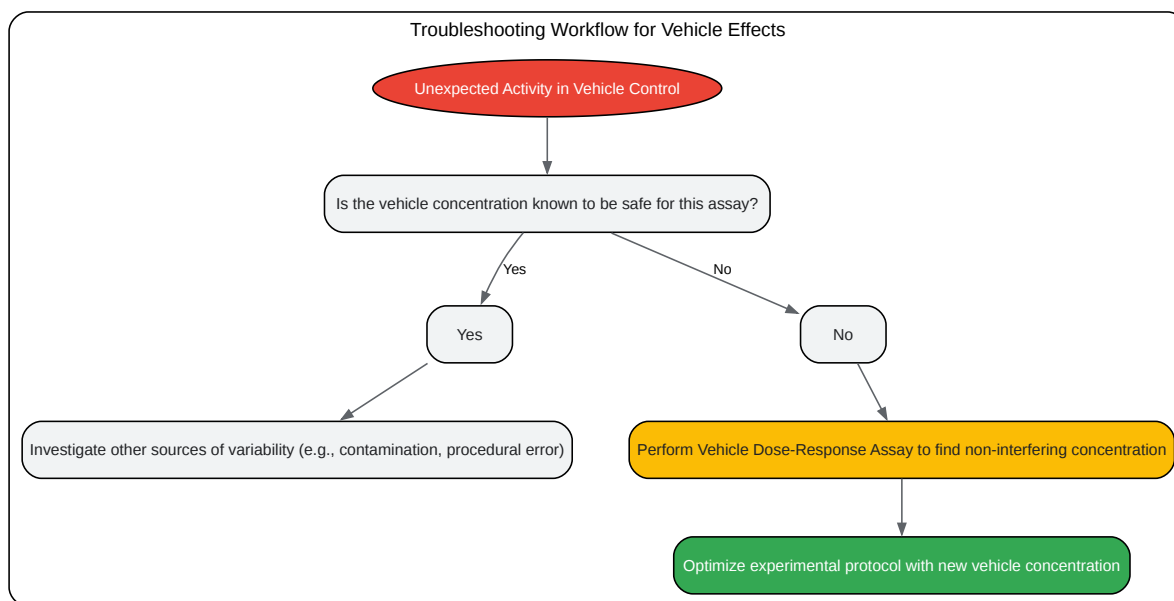 Troubleshooting Workflow for Vehicle Effects
Unexpected Activity in Vehicle Control
Is the vehicle concentration known to be safe for this assay?
Yes
No
Yes
No
Investigate other sources of variability (e.g., contamination, procedural error)
Perform Vehicle Dose-Response Assay to find non-interfering concentration
Optimize experimental protocol with new vehicle concentration